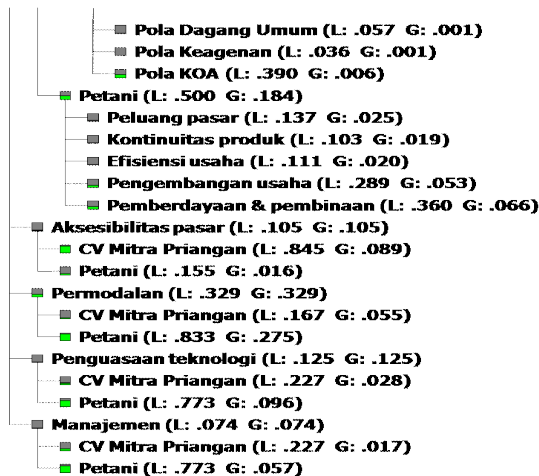 Pola Dagang Umum (L: .057 G: .001)
Pola Keagenan (L: .036 G: .001)
Pola KOA (L: .390 G: .006)
Petani (L: .500 G: .184)
Peluang pasar (L: .137 G: .025)
Kontinuitas produk (L: .103 G: .019)
Efisiensi usaha (L: .111 G: .020)
Pengembangan usaha (L: .289 G: .053)
Pemberdayaan & pembinaan (L: .360 G: .066)
Aksesibilitas pasar (L: .105 G: .105)
CV Mitra Priangan (L: .845 G: .089)
Petani (L: .155 G: .016)
Permodalan (L: .329 G: .329)
CV Mitra Priangan (L: .167 G: .055)
Petani (L: .833 G: .275)
Penguasaan teknologi (L: .125 G: .125)
CV Mitra Priangan (L: .227 G: .028)
Petani (L: .773 G: .096)
Manajemen (L: .074 G: .074)
CV Mitra Priangan (L: .227 G: .017)
Petani (L: .773 G: .057)